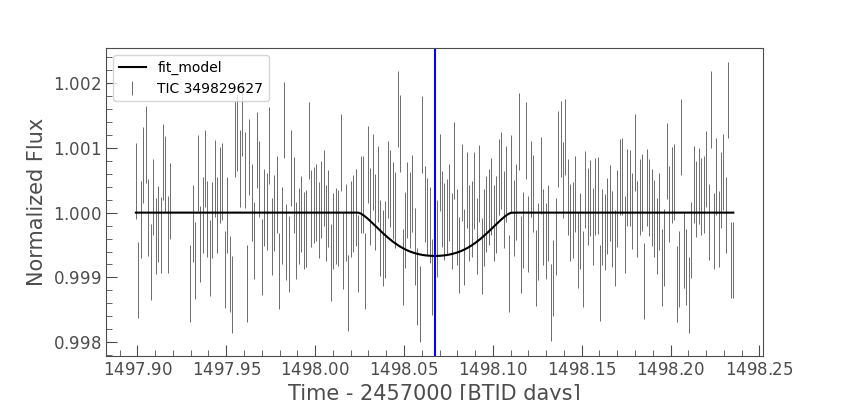 fit_model
TIC 349829627
Normalized Flux
1.002
1.001
1.000
0.999
0.998
1497.90 1497.95 1498.00 1498.05 1498.10 1498.15 1498.20 1498.25
Time - 2457000 [BTJD days]